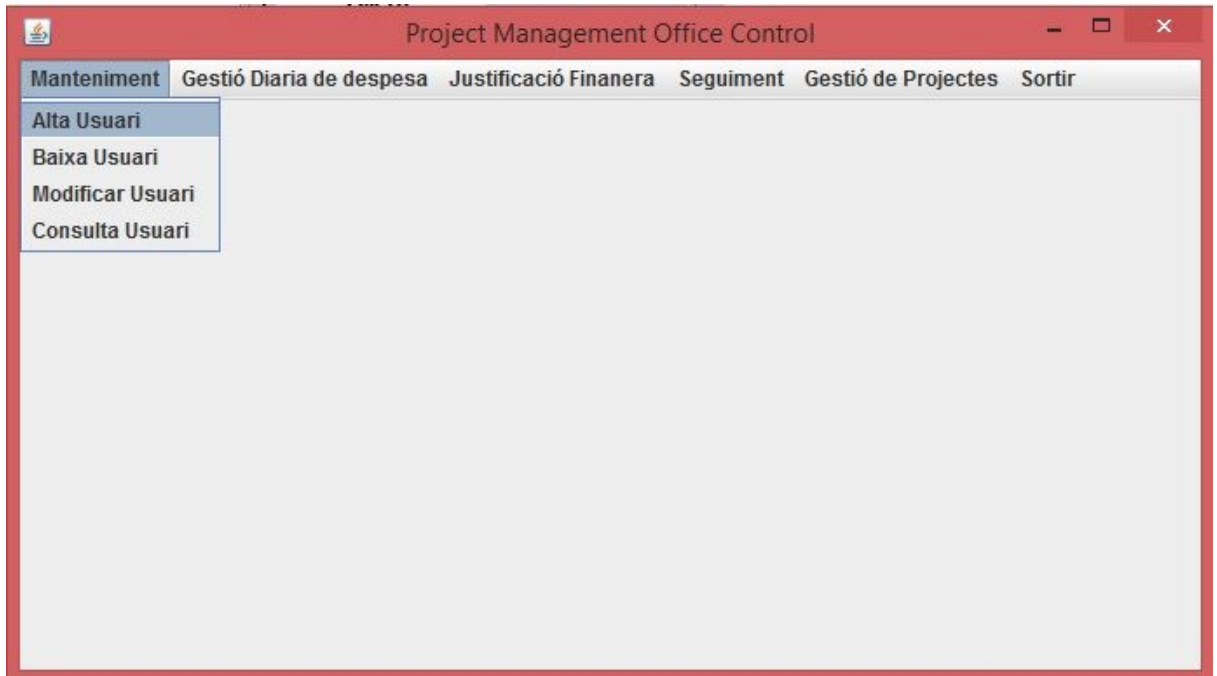 Project Management Office Control
Manteniment Gestió Diaria de despesa Justificació Finanera Seguiment Gestió de Projectes Sortir
Alta Usuari
Baixa Usuari
Modificar Usuari
Consulta Usuari